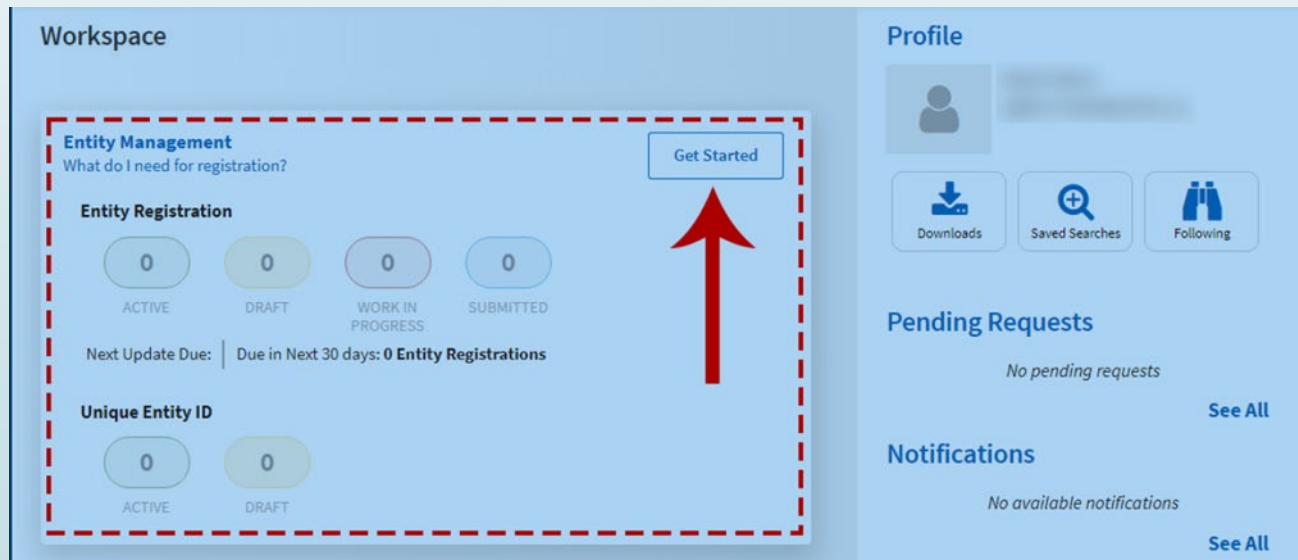 Workspace
Entity Management
What do I need for registration?
Get Started
Entity Registration
0 0 0 0
ACTIVE DRAFT WORK IN PROGRESS SUBMITTED
Next Update Due: Due in Next 30 days: 0 Entity Registrations
Unique Entity ID
0 0
ACTIVE DRAFT
Profile
Downloads Saved Searches Following
Pending Requests
No pending requests
See All
Notifications
No available notifications
See All